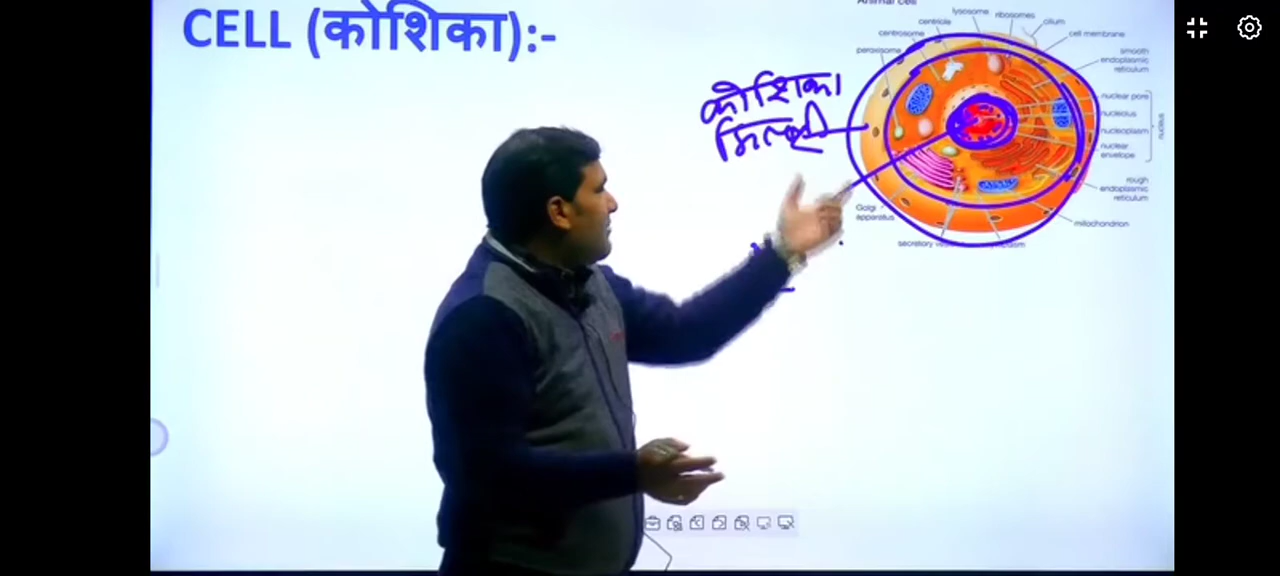 CELL (कोशिका):-
Animal cell
lysosome
ribosomes
centriole
cilium
centrosome
cell membrane
peroxisome
smooth
endoplasmic
reticulum
कोशिका
झिल्ली
nuclear pore
nucleolus
nucleoplasm
nuclear
envelope
nucleus
rough
endoplasmic
reticulum
Golgi
apparatus
mitochondrion